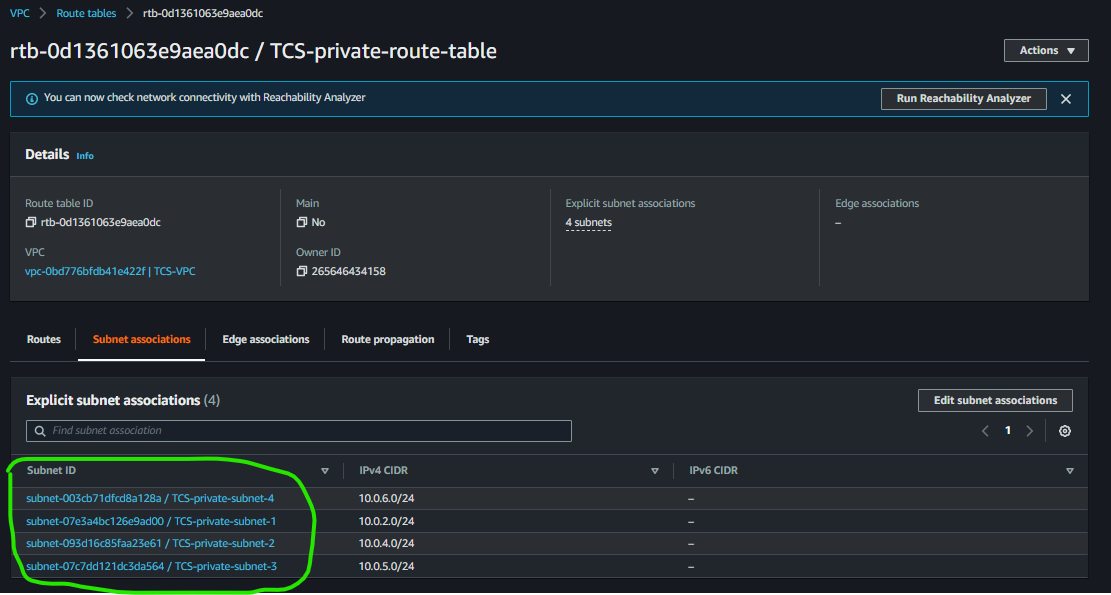 VPC > Route tables > rtb-0d1361063e9aea0dc
rtb-0d1361063e9aea0dc / TCS-private-route-table
Actions
You can now check network connectivity with Reachability Analyzer
Run Reachability Analyzer
Details Info
Route table ID
rtb-0d1361063e9aea0dc
Main
No
Explicit subnet associations
4 subnets
Edge associations
–
VPC
vpc-0bd776bfdb41e422f | TCS-VPC
Owner ID
265646434158
Routes Subnet associations Edge associations Route propagation Tags
Explicit subnet associations (4)
Edit subnet associations
Find subnet association
1
Subnet ID IPv4 CIDR IPv6 CIDR
subnet-003cb71dfcd8a128a / TCS-private-subnet-4 10.0.6.0/24 –
subnet-07e3a4bc126e9ad00 / TCS-private-subnet-1 10.0.2.0/24 –
subnet-093d16c85faa23e61 / TCS-private-subnet-2 10.0.4.0/24 –
subnet-07c7dd121dc3da564 / TCS-private-subnet-3 10.0.5.0/24 –